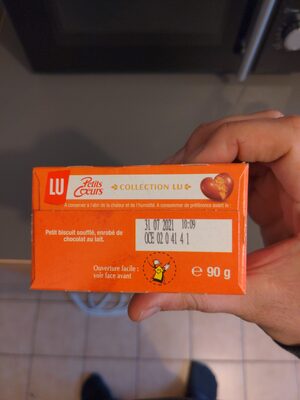 LU
Petits
Cœurs
COLLECTION LU
A conserver à l'abri de la chaleur et de l'humidité. A consommer de préférence avant le :
31 07 2021 18:09
OCE 02 0 41 4 1
Petit biscuit soufflé, enrobé de
chocolat au lait.
Ouverture facile :
voir face avant
e 90 g